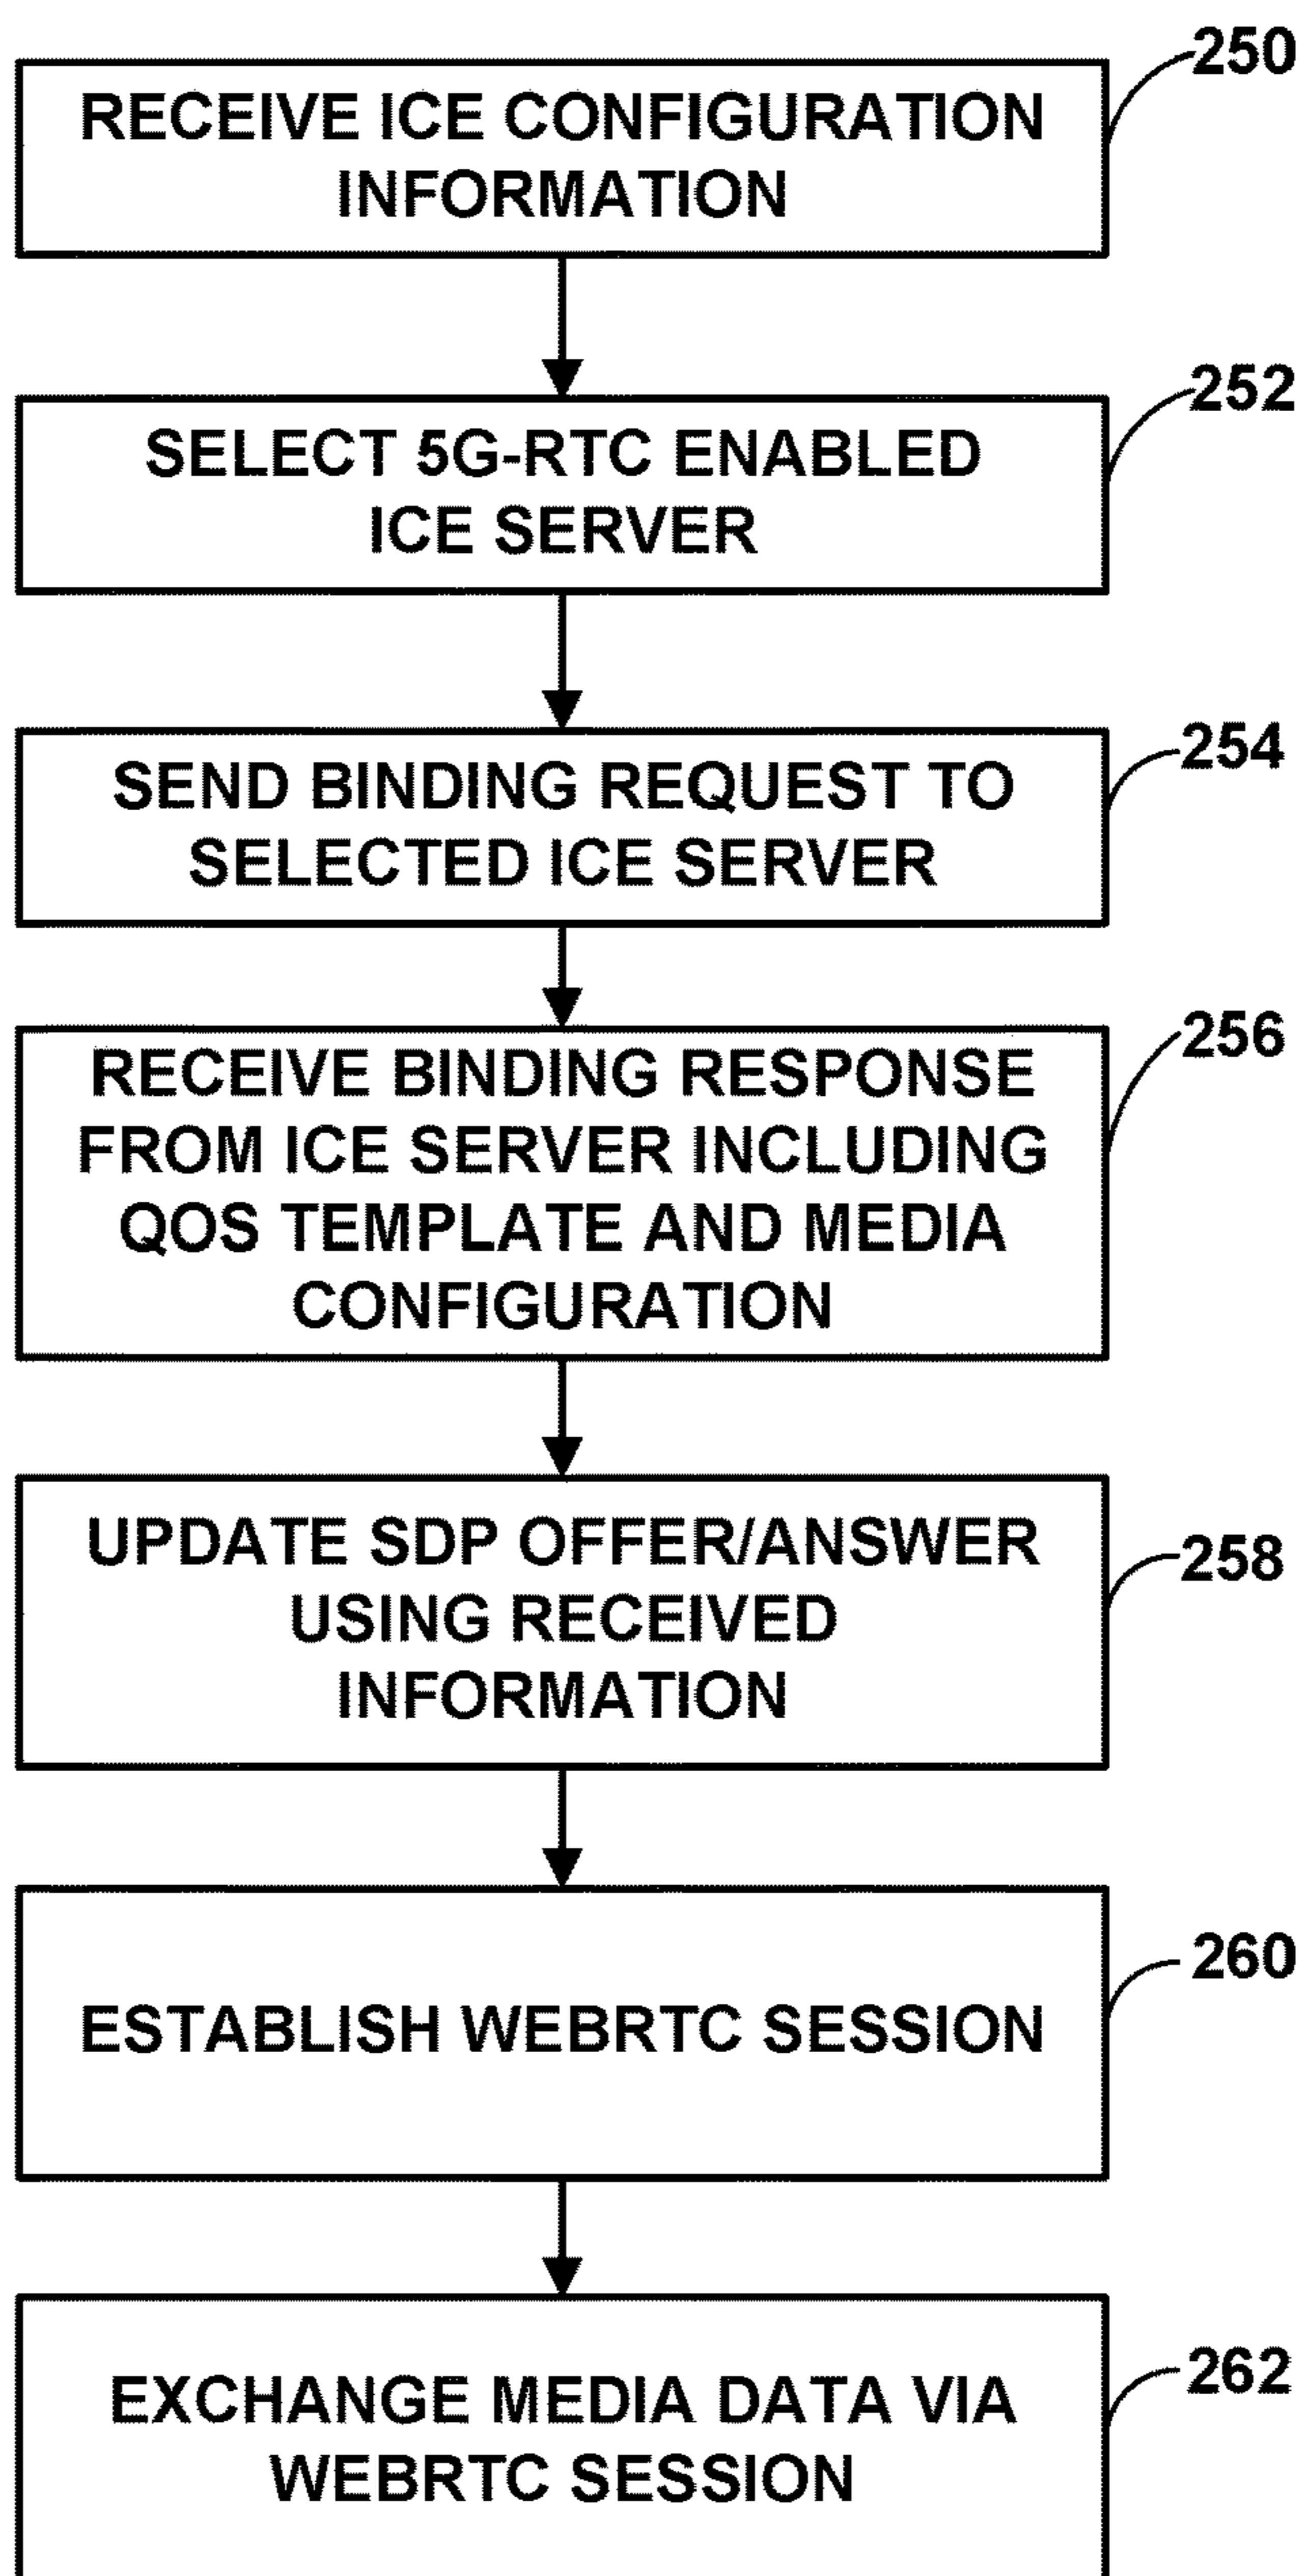 250
RECEIVE ICE CONFIGURATION
INFORMATION
252
SELECT 5G-RTC ENABLED
ICE SERVER
254
SEND BINDING REQUEST TO
SELECTED ICE SERVER
256
RECEIVE BINDING RESPONSE
FROM ICE SERVER INCLUDING
QOS TEMPLATE AND MEDIA
CONFIGURATION
258
UPDATE SDP OFFER/ANSWER
USING RECEIVED
INFORMATION
260
ESTABLISH WEBRTC SESSION
262
EXCHANGE MEDIA DATA VIA
WEBRTC SESSION